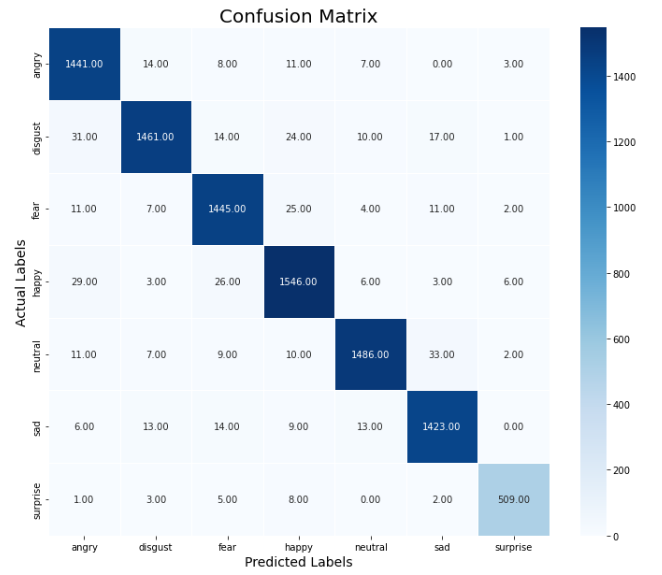 Confusion Matrix
Actual Labels
angry 1441.00 14.00 8.00 11.00 7.00 0.00 3.00
disgust 31.00 1461.00 14.00 24.00 10.00 17.00 1.00
fear 11.00 7.00 1445.00 25.00 4.00 11.00 2.00
happy 29.00 3.00 26.00 1546.00 6.00 3.00 6.00
neutral 11.00 7.00 9.00 10.00 1486.00 33.00 2.00
sad 6.00 13.00 14.00 9.00 13.00 1423.00 0.00
surprise 1.00 3.00 5.00 8.00 0.00 2.00 509.00
angry disgust fear happy neutral sad surprise
Predicted Labels
1400
1200
1000
800
600
400
200
0